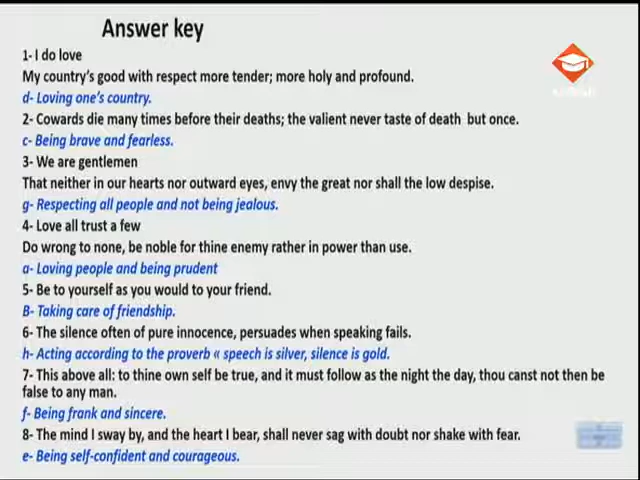 Answer key
1- I do love
My country's good with respect more tender; more holy and profound.
d- Loving one's country.
2- Cowards die many times before their deaths; the valient never taste of death but once.
c- Being brave and fearless.
3- We are gentlemen
That neither in our hearts nor outward eyes, envy the great nor shall the low despise.
g- Respecting all people and not being jealous.
4- Love all trust a few
Do wrong to none, be noble for thine enemy rather in power than use.
a- Loving people and being prudent
5- Be to yourself as you would to your friend.
B- Taking care of friendship.
6- The silence often of pure innocence, persuades when speaking fails.
h- Acting according to the proverb « speech is silver, silence is gold.
7- This above all: to thine own self be true, and it must follow as the night the day, thou canst not then be
false to any man.
f- Being frank and sincere.
8- The mind I sway by, and the heart I bear, shall never sag with doubt nor shake with fear.
e- Being self-confident and courageous.